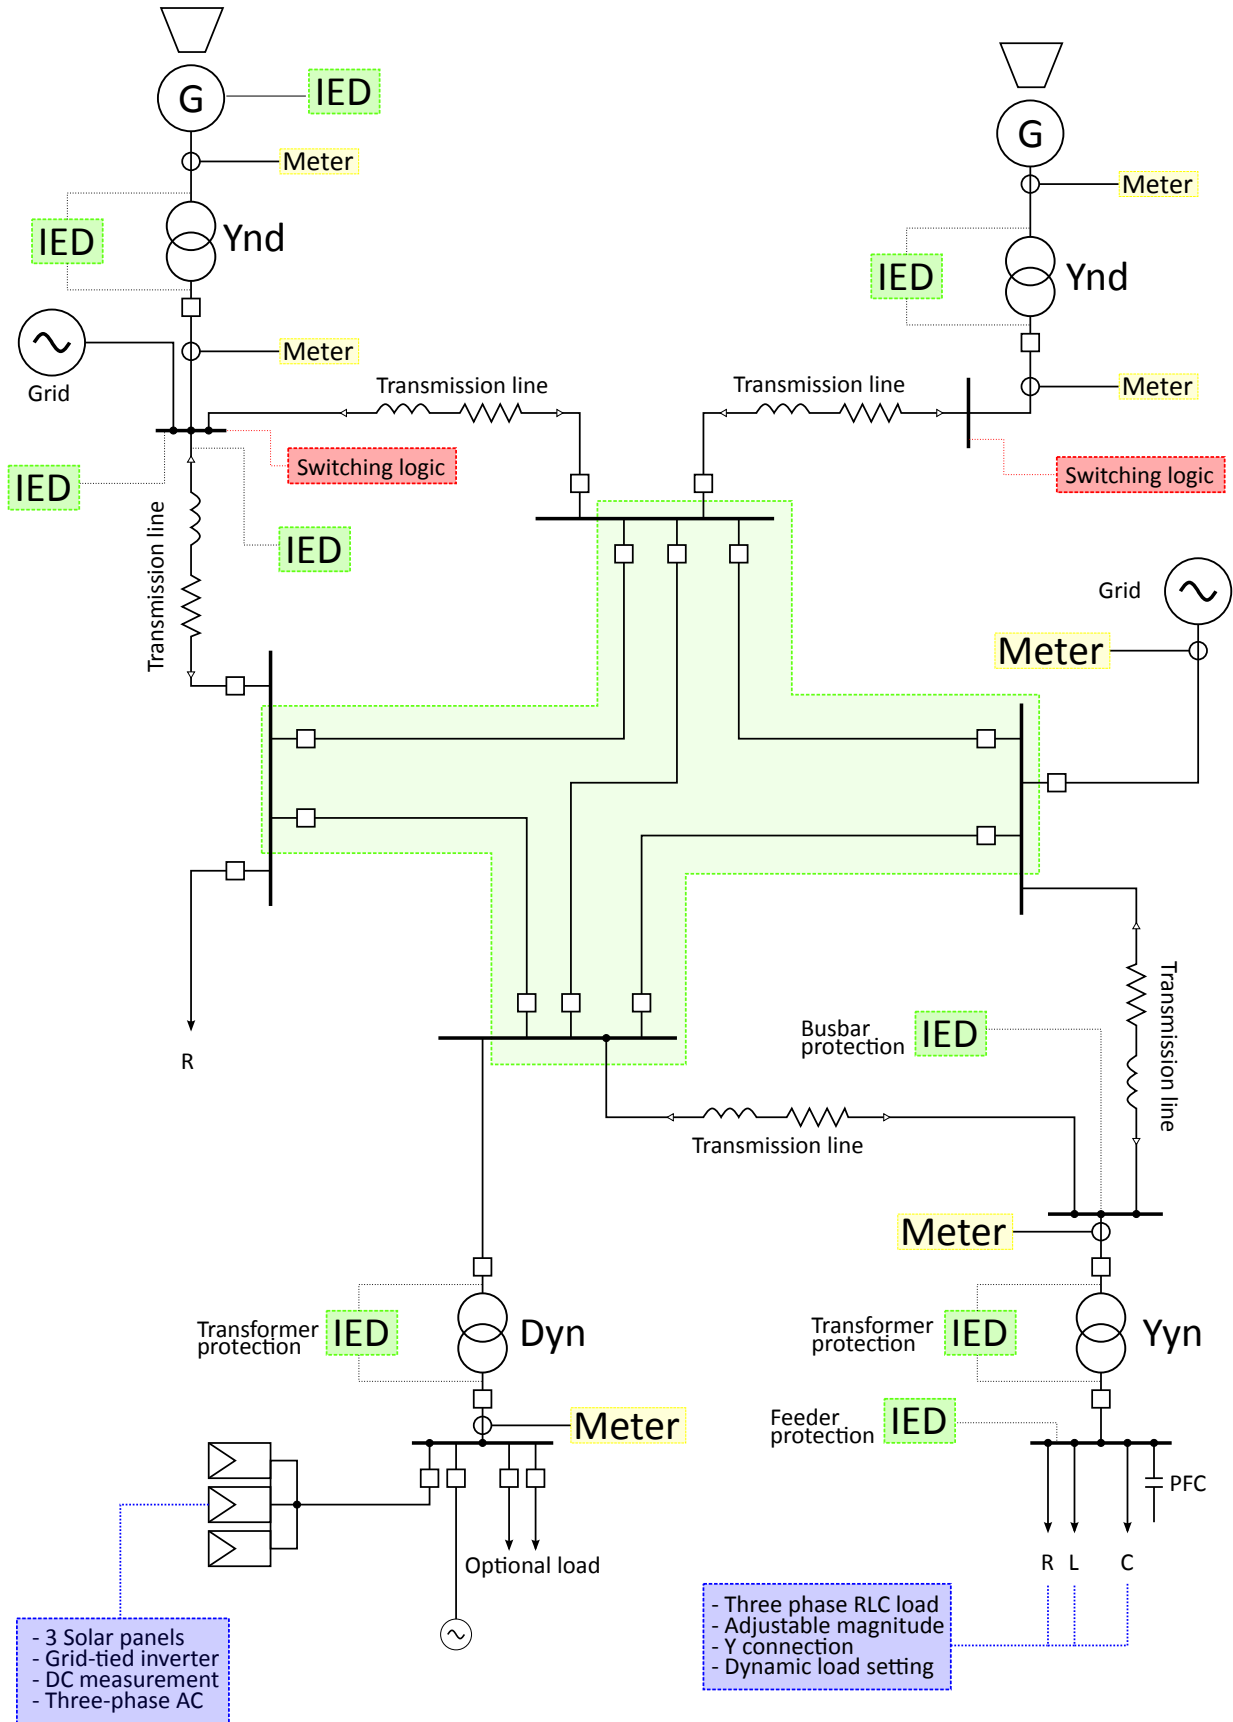 G
IED
Meter
G
Meter
IED
Ynd
IED
Ynd
Grid
Meter
Transmission line
Transmission line
Meter
Switching logic
Switching logic
IED
IED
Transmission line
Grid
Meter
R
Transmission line
Busbar
protection
IED
Transmission line
Meter
Transformer
protection
IED
Dyn
Transformer
protection
IED
Yyn
Meter
Feeder
protection
IED
PFC
Optional load
R L C
- Three phase RLC load
- Adjustable magnitude
- Y connection
- Dynamic load setting
- 3 Solar panels
- Grid-tied inverter
- DC measurement
- Three-phase AC